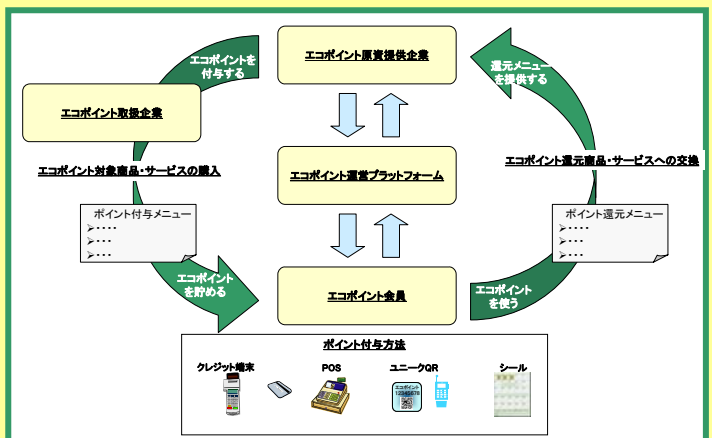 エコポイントを
付与する
エコポイント原資提供企業
還元メニュー
を提供する
エコポイント取扱企業
エコポイント対象商品・サービスの購入
エコポイント運営プラットフォーム
エコポイント還元商品・サービスへの交換
ポイント付与メニュー
➢・・・・
➢・・・
➢・・・
ポイント還元メニュー
➢・・・・
➢・・・
➢・・・
エコポイント
を貯める
エコポイント会員
エコポイント
を使う
ポイント付与方法
クレジット端末
POS
ユニークQR
シール
エコポイント
12345678